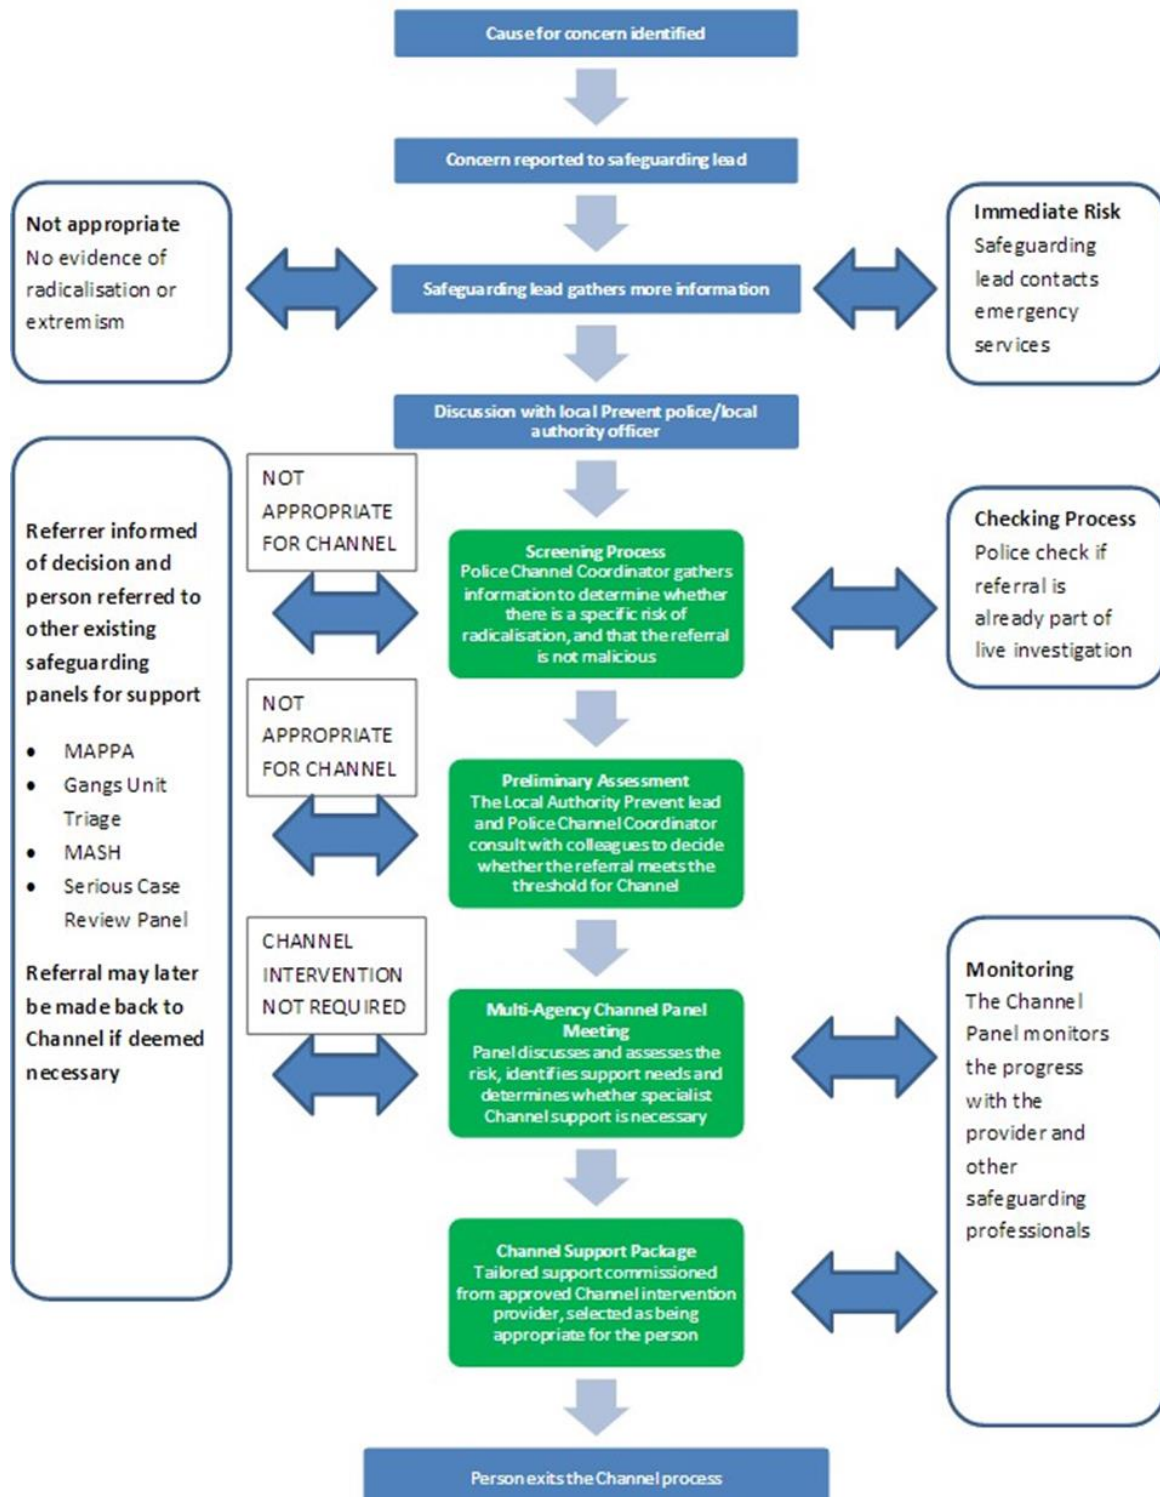 Cause for concern identified
Concern reported to safeguarding lead
Not appropriate
No evidence of
radicalisation or
extremism
Safeguarding lead gathers more information
Immediate Risk
Safeguarding
lead contacts
emergency
services
Discussion with local Prevent police/local
authority officer
Referrer informed
of decision and
person referred to
other existing
safeguarding
panels for support
• MAPPA
• Gangs Unit
Triage
• MASH
• Serious Case
Review Panel
Referral may later
be made back to
Channel if deemed
necessary
NOT
APPROPRIATE
FOR CHANNEL
Screening Process
Police Channel Coordinator gathers
information to determine whether
there is a specific risk of
radicalisation, and that the referral
is not malicious
Checking Process
Police check if
referral is
already part of
live investigation
NOT
APPROPRIATE
FOR CHANNEL
Preliminary Assessment
The Local Authority Prevent lead
and Police Channel Coordinator
consult with colleagues to decide
whether the referral meets the
threshold for Channel
CHANNEL
INTERVENTION
NOT REQUIRED
Multi-Agency Channel Panel
Meeting
Panel discusses and assesses the
risk, identifies support needs and
determines whether specialist
Channel support is necessary
Monitoring
The Channel
Panel monitors
the progress
with the
provider and
other
safeguarding
professionals
Channel Support Package
Tailored support commissioned
from approved Channel intervention
provider, selected as being
appropriate for the person
Person exits the Channel process